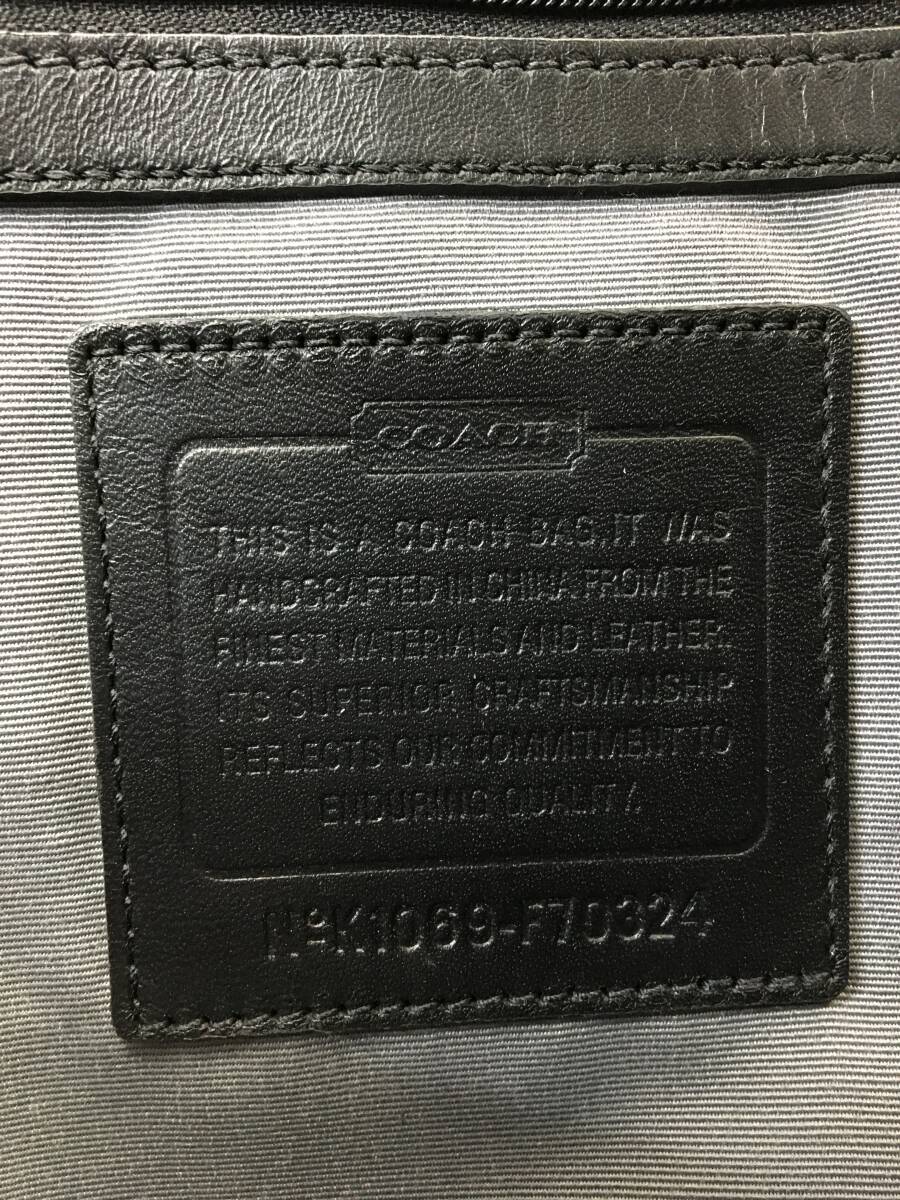 COACH
THIS IS A COACH BAG. IT WAS
HANDCRAFTED IN CHINA FROM THE
FINEST MATERIALS AND LEATHER.
ITS SUPERIOR CRAFTSMANSHIP
REFLECTS OUR COMMITMENT TO
ENDURING QUALITY.
NºK1069-F70324